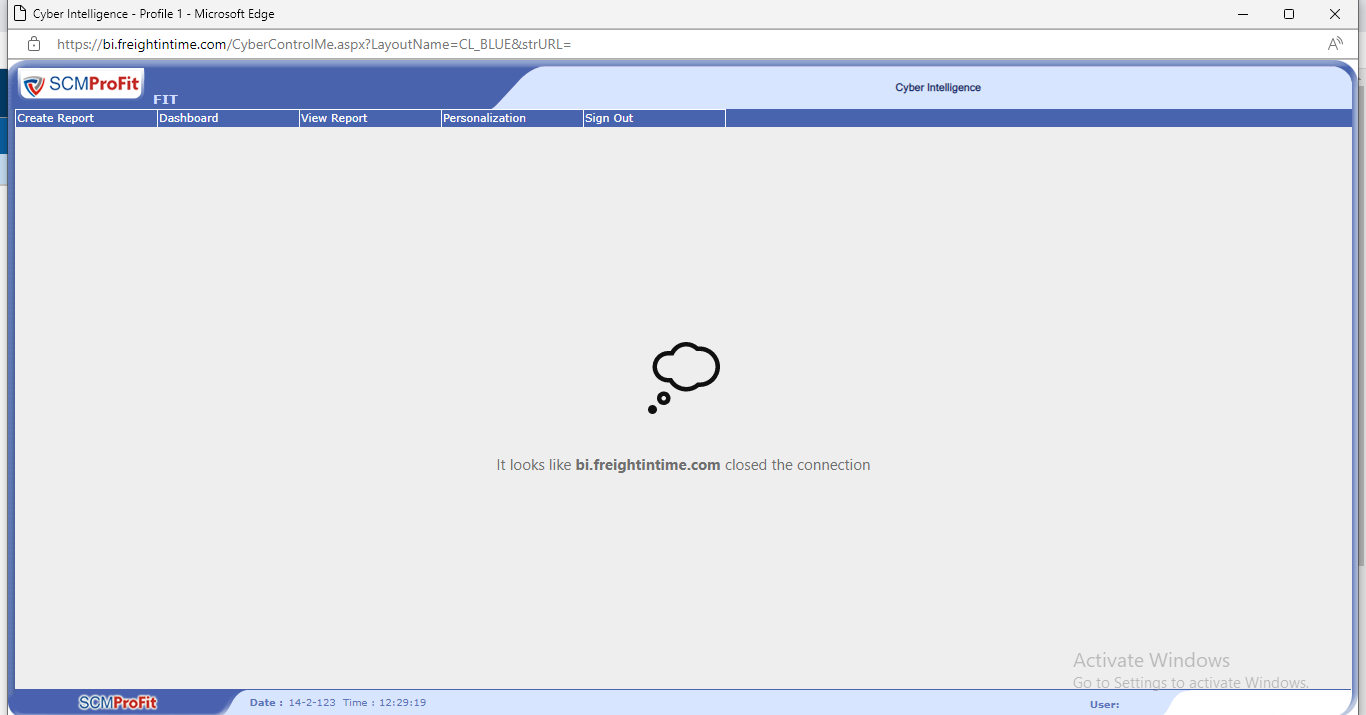 Cyber Intelligence - Profile 1 - Microsoft Edge
https://bi.freightintime.com/CyberControlMe.aspx?LayoutName=CL_BLUE&strURL=
SCMProFit
FIT
Cyber Intelligence
Create Report Dashboard View Report Personalization Sign Out
It looks like bi.freightintime.com closed the connection
Activate Windows
Go to Settings to activate Windows.
SCMProFit Date : 14-2-123 Time : 12:29:19 User: